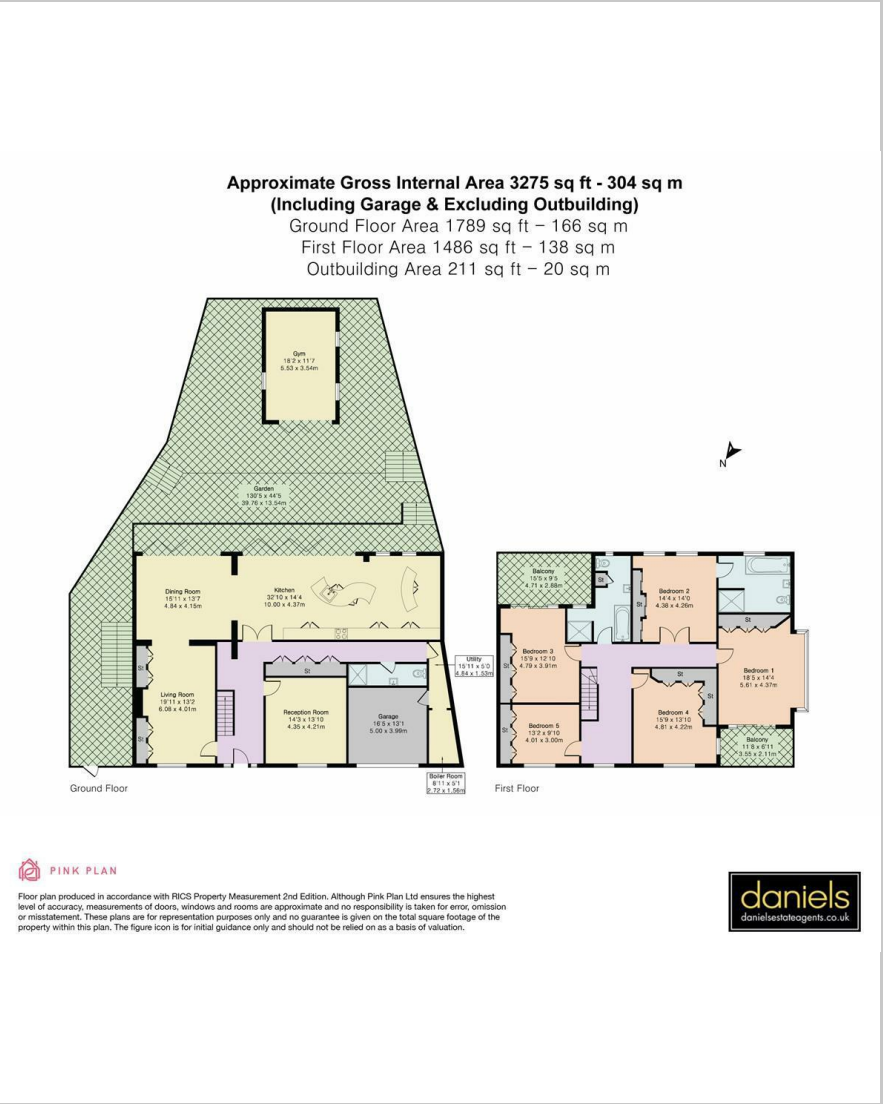 Approximate Gross Internal Area 3275 sq ft - 304 sq m
(Including Garage & Excluding Outbuilding)
Ground Floor Area 1789 sq ft – 166 sq m
First Floor Area 1486 sq ft – 138 sq m
Outbuilding Area 211 sq ft – 20 sq m
Gym
18'2 x 11'7
5.53 x 3.54m
N
Garden
130'5 x 44'5
39.76 x 13.54m
Dining Room
15'11 x 13'7
4.84 x 4.15m
Kitchen
32'10 x 14'4
10.00 x 4.37m
St
Living Room
19'11 x 13'2
6.08 x 4.01m
St
St
Reception Room
14'3 x 13'10
4.35 x 4.21m
Garage
16'5 x 13'1
5.00 x 3.99m
Utility
15'11 x 5'0
4.84 x 1.53m
Boiler Room
8'11 x 5'1
2.72 x 1.56m
Ground Floor
Balcony
15'5 x 9'5
4.71 x 2.88m
St
St
Bedroom 2
14'4 x 14'0
4.38 x 4.26m
St
Bedroom 3
15'9 x 12'10
4.79 x 3.91m
St
Bedroom 1
18'5 x 14'4
5.61 x 4.37m
St
St
Bedroom 4
15'9 x 13'10
4.81 x 4.22m
St
Bedroom 5
13'2 x 9'10
4.01 x 3.00m
Balcony
11'8 x 6'11
3.55 x 2.11m
First Floor
PINK PLAN
Floor plan produced in accordance with RICS Property Measurement 2nd Edition. Although Pink Plan Ltd ensures the highest
level of accuracy, measurements of doors, windows and rooms are approximate and no responsibility is taken for error, omission
or misstatement. These plans are for representation purposes only and no guarantee is given on the total square footage of the
property within this plan. The figure icon is for initial guidance only and should not be relied on as a basis of valuation.
daniels
danielsestateagents.co.uk